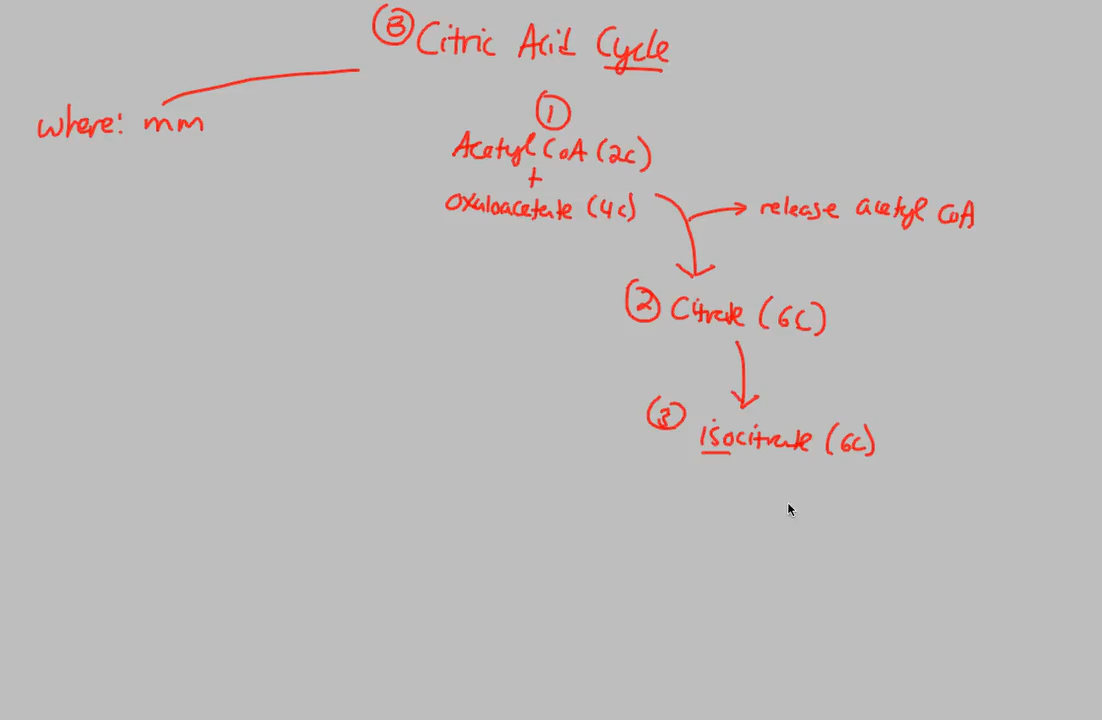 ③ Citric Acid Cycle
where: mm
①
Acetyl CoA (2c)
+
oxaloacetate (4c)
release acetyl CoA
② Citrate (6C)
③ isocitrate (6C)